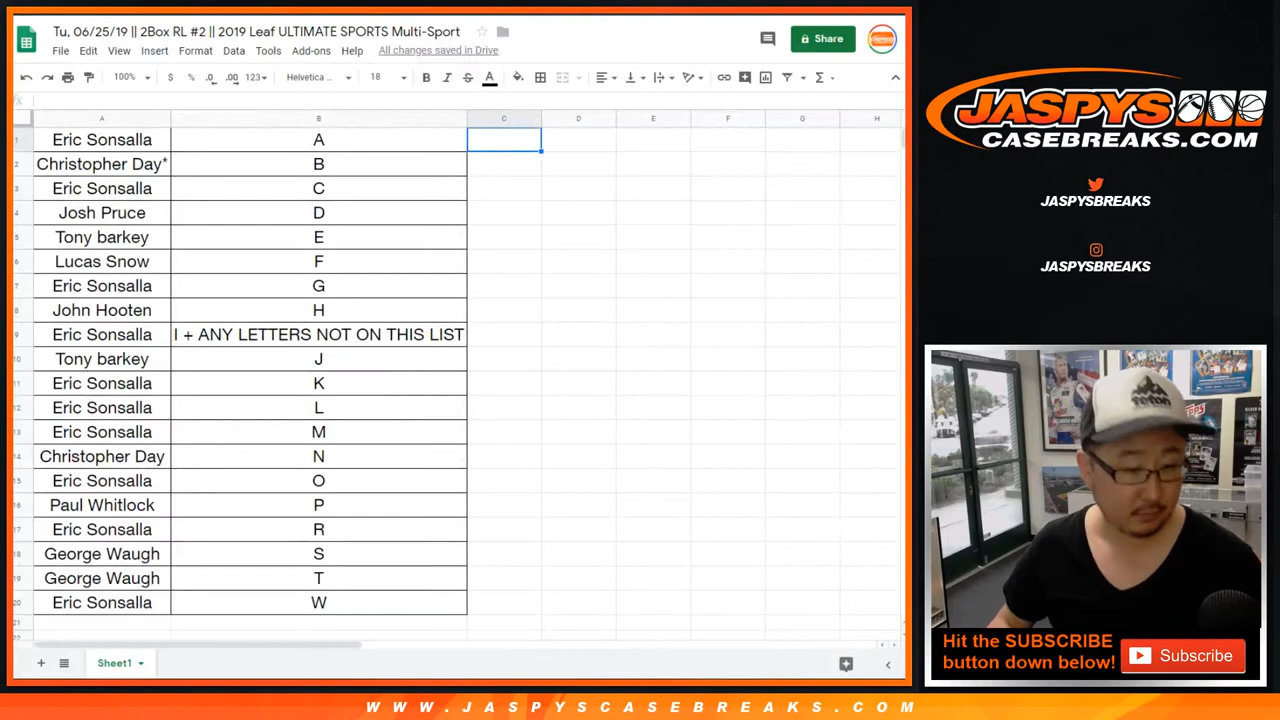 Tu, 06/25/19 || 2Box RL #2 || 2019 Leaf ULTIMATE SPORTS Multi-Sport
File Edit View Insert Format Data Tools Add-ons Help All changes saved in Drive
Share
100% $ % .0 .00 123 Helvetica ... 18 B I S A
fx
A B C D E F G H
1 Eric Sonsalla A
2 Christopher Day* B
3 Eric Sonsalla C
4 Josh Pruce D
5 Tony barkey E
6 Lucas Snow F
7 Eric Sonsalla G
8 John Hooten H
9 Eric Sonsalla I + ANY LETTERS NOT ON THIS LIST
10 Tony barkey J
11 Eric Sonsalla K
12 Eric Sonsalla L
13 Eric Sonsalla M
14 Christopher Day N
15 Eric Sonsalla O
16 Paul Whitlock P
17 Eric Sonsalla R
18 George Waugh S
19 George Waugh T
20 Eric Sonsalla W
21
22
Sheet1
JASPYS
CASEBREAKS.COM
JASPYSBREAKS
JASPYSBREAKS
teton
Hit the SUBSCRIBE
button down below!
Subscribe
WWW.JASPYSCASEBREAKS.COM